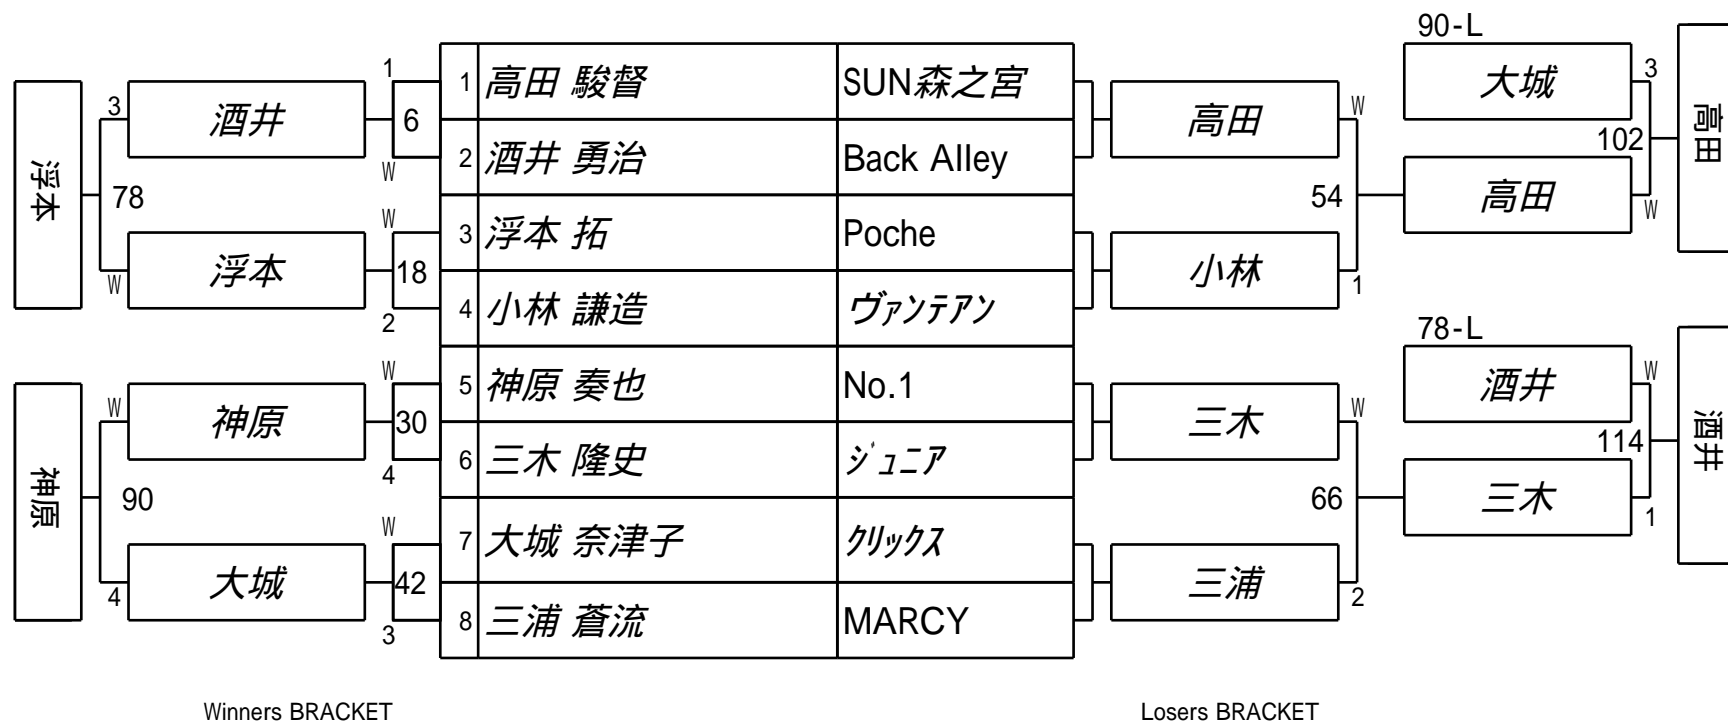 90-L
1 高田 駿督 SUN森之宮
2 酒井 勇治 Back Alley
3 浮本 拓 Poche
4 小林 謙造 ヴァンテアン
5 神原 奏也 No.1
6 三木 隆史 ジュニア
7 大城 奈津子 クリックス
8 三浦 蒼流 MARCY
浮本
78
3 酒井
W 浮本
1
6
W
W
18
2
神原
90
W 神原
4 大城
W
30
4
W
42
3
高田 W
54
小林 1
三木 W
66
三浦 2
大城 3
102
高田 W
高田
78-L
酒井 W
114
三木 1
酒井
Winners BRACKET
Losers BRACKET